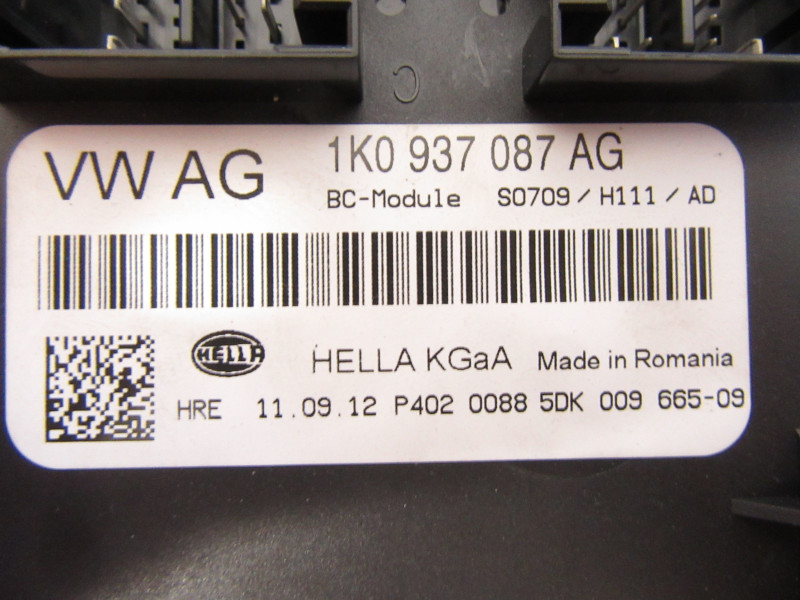 VW AG 1K0 937 087 AG
BC-Module S0709 / H111 / AD
HELLA HELLA KGaA Made in Romania
HRE 11.09.12 P402 0088 5DK 009 665-09
C